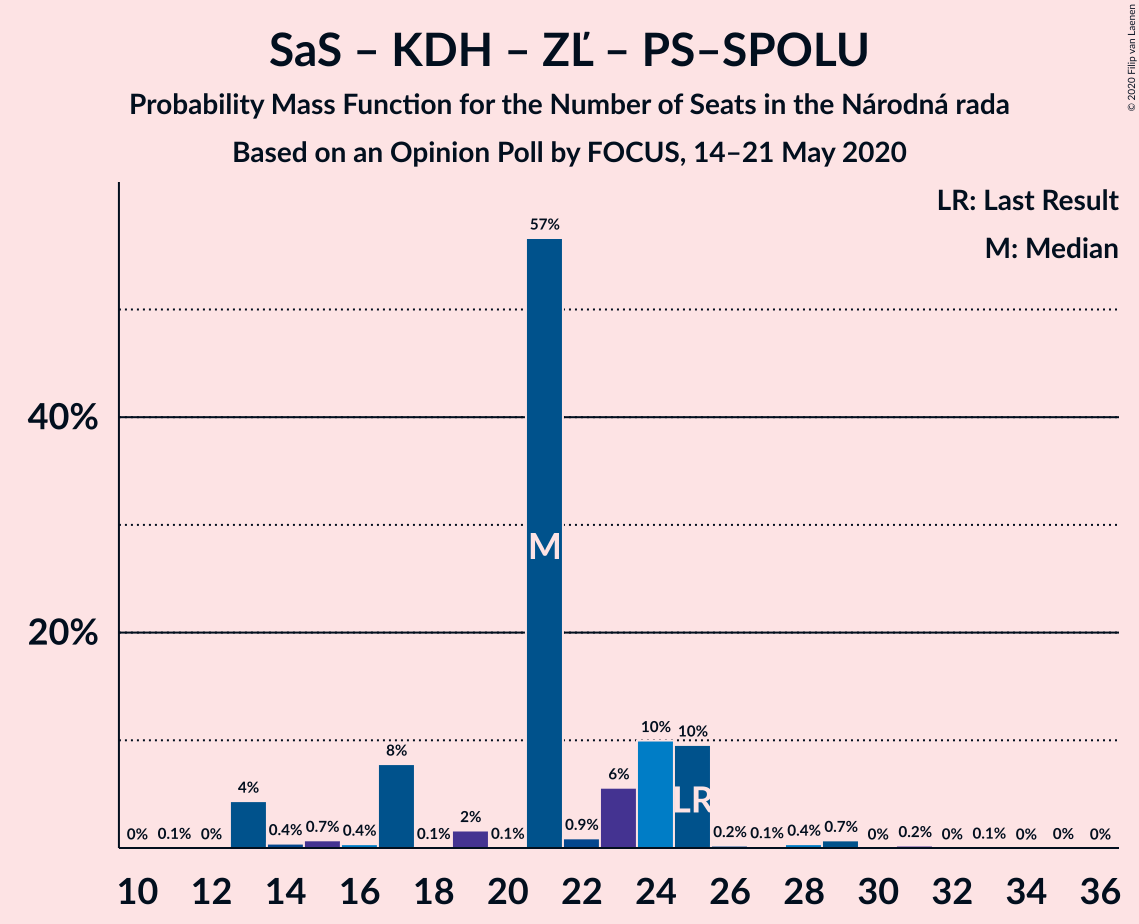 SaS – KDH – ZĽ – PS–SPOLU
Probability Mass Function for the Number of Seats in the Národná rada
Based on an Opinion Poll by FOCUS, 14–21 May 2020
© 2020 Filip van Laenen
LR: Last Result
M: Median
57%
40%
20%
M
LR
0% 0.1% 0% 4% 0.4% 0.7% 0.4% 8% 0.1% 2% 0.1% 0.9% 6% 10% 10% 0.2% 0.1% 0.4% 0.7% 0% 0.2% 0% 0.1% 0% 0% 0%
10 12 14 16 18 20 22 24 26 28 30 32 34 36